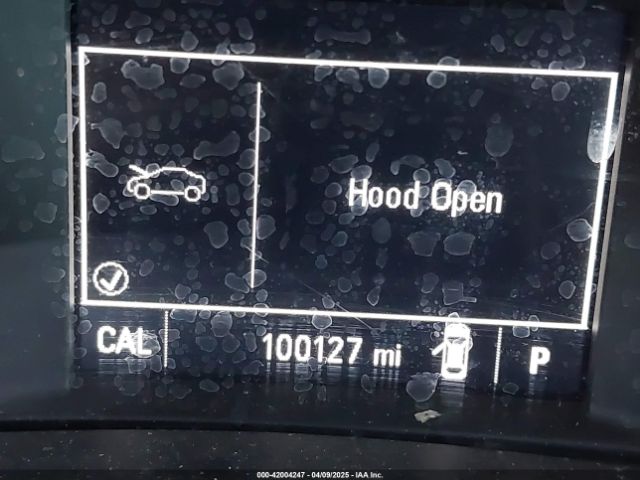 Hood Open
CAL 100127 mi P
000-42004247 - 04/09/2025 - IAA Inc.